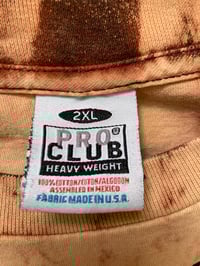 2XL
PRO®
CLUB
HEAVY WEIGHT
100%COTTON/COTON/ALGODON
ASSEMBLED IN MEXICO
FABRIC MADE IN U.S.A.